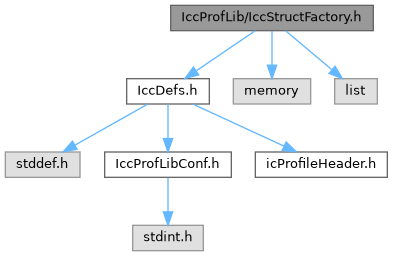 IccProfLib/IccStructFactory.h
IccDefs.h
memory
list
stddef.h
IccProfLibConf.h
icProfileHeader.h
stdint.h